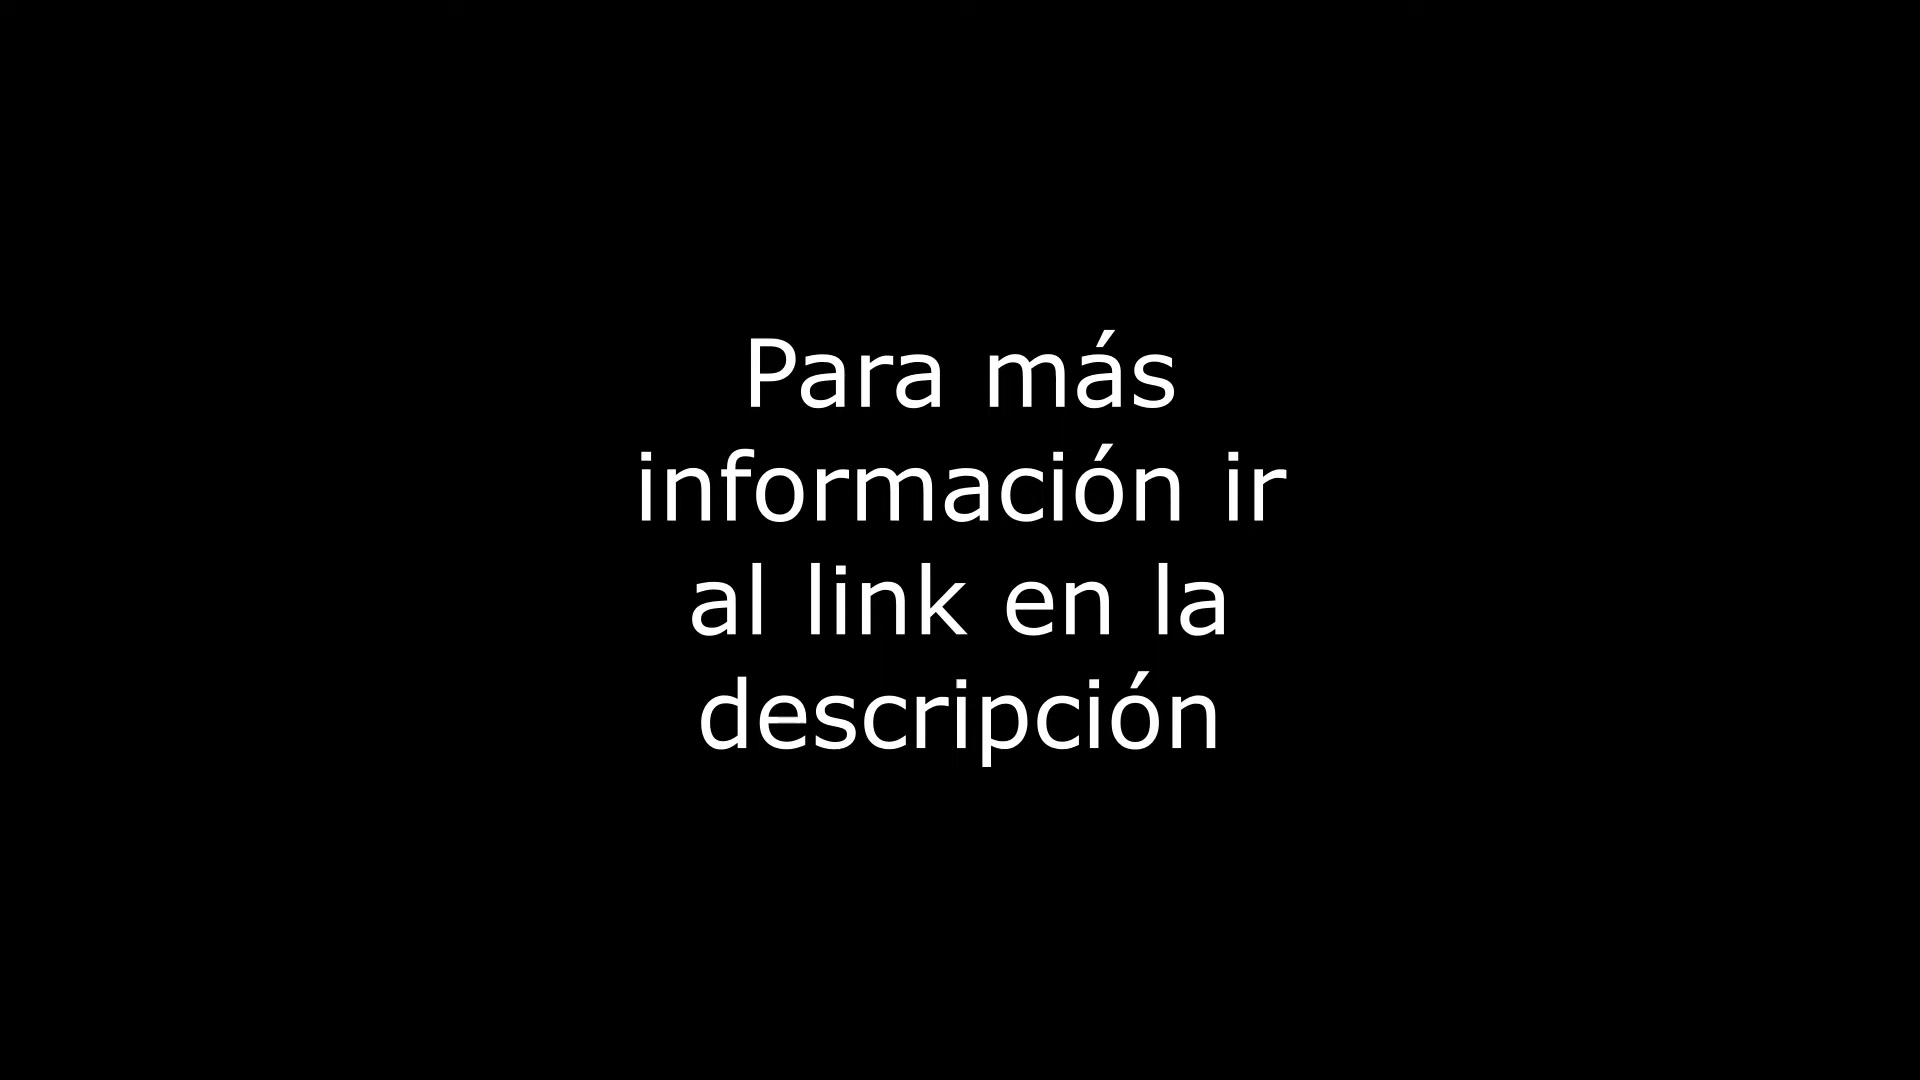 Para más
información ir
al link en la
descripción